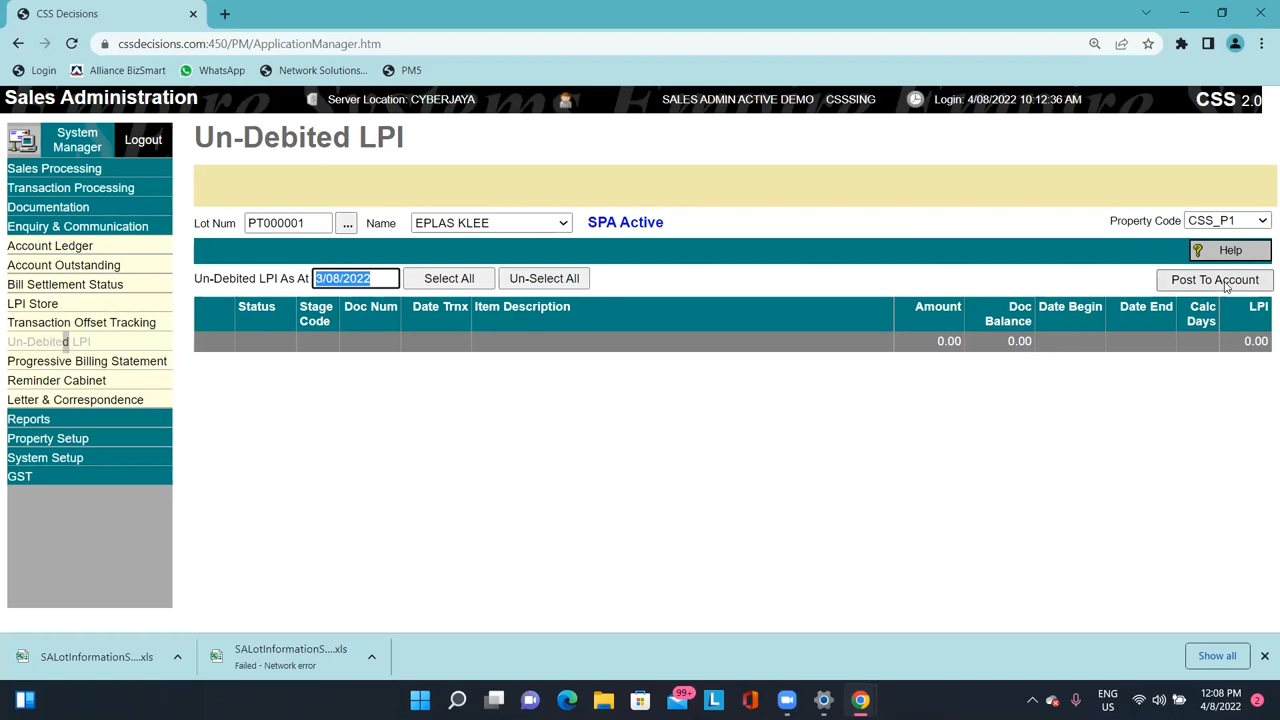 CSS Decisions
cssdecisions.com:450/PM/ApplicationManager.htm
Login
Alliance BizSmart
WhatsApp
Network Solutions...
PM5
Sales Administration
Server Location: CYBERJAYA
SALES ADMIN ACTIVE DEMO
CSSSING
Login: 4/08/2022 10:12:36 AM
CSS 2.0
System Manager
Logout
Un-Debited LPI
Sales Processing
Transaction Processing
Documentation
Enquiry & Communication
Account Ledger
Account Outstanding
Bill Settlement Status
LPI Store
Transaction Offset Tracking
Un-Debited LPI
Progressive Billing Statement
Reminder Cabinet
Letter & Correspondence
Reports
Property Setup
System Setup
GST
Lot Num PT000001 ... Name EPLAS KLEE SPA Active Property Code CSS_P1
Help
Un-Debited LPI As At 3/08/2022 Select All Un-Select All Post To Account
Status Stage Code Doc Num Date Trnx Item Description Amount Doc Balance Date Begin Date End Calc Days LPI
0.00 0.00 0.00
SALotInformationS....xls
SALotInformationS....xls
Failed - Network error
Show all
99+
ENG
US
12:08 PM
4/8/2022
2